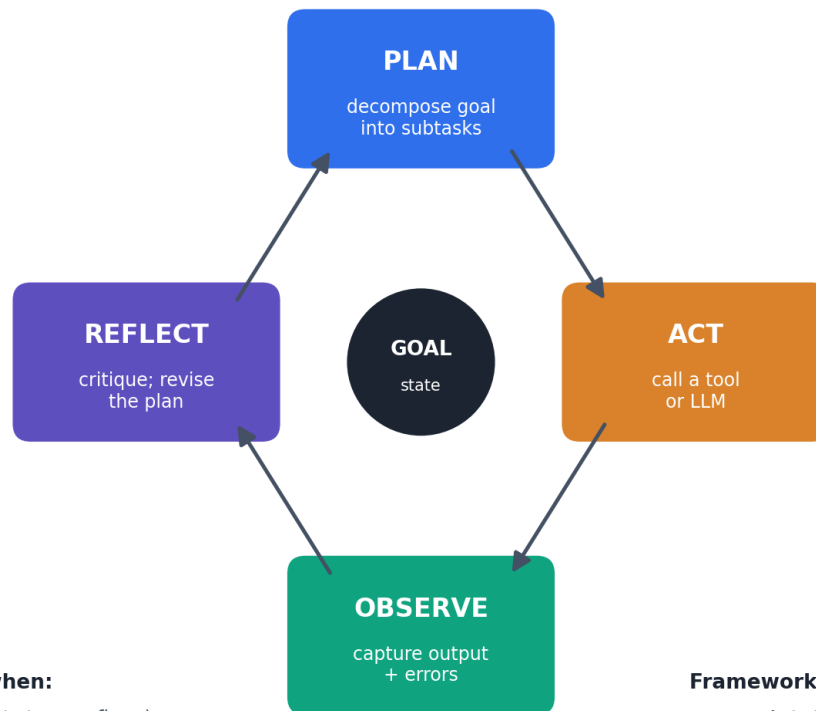 PLAN
decompose goal
into subtasks
REFLECT
critique; revise
the plan
GOAL
state
ACT
call a tool
or LLM
OBSERVE
capture output
+ errors
when:
Framework